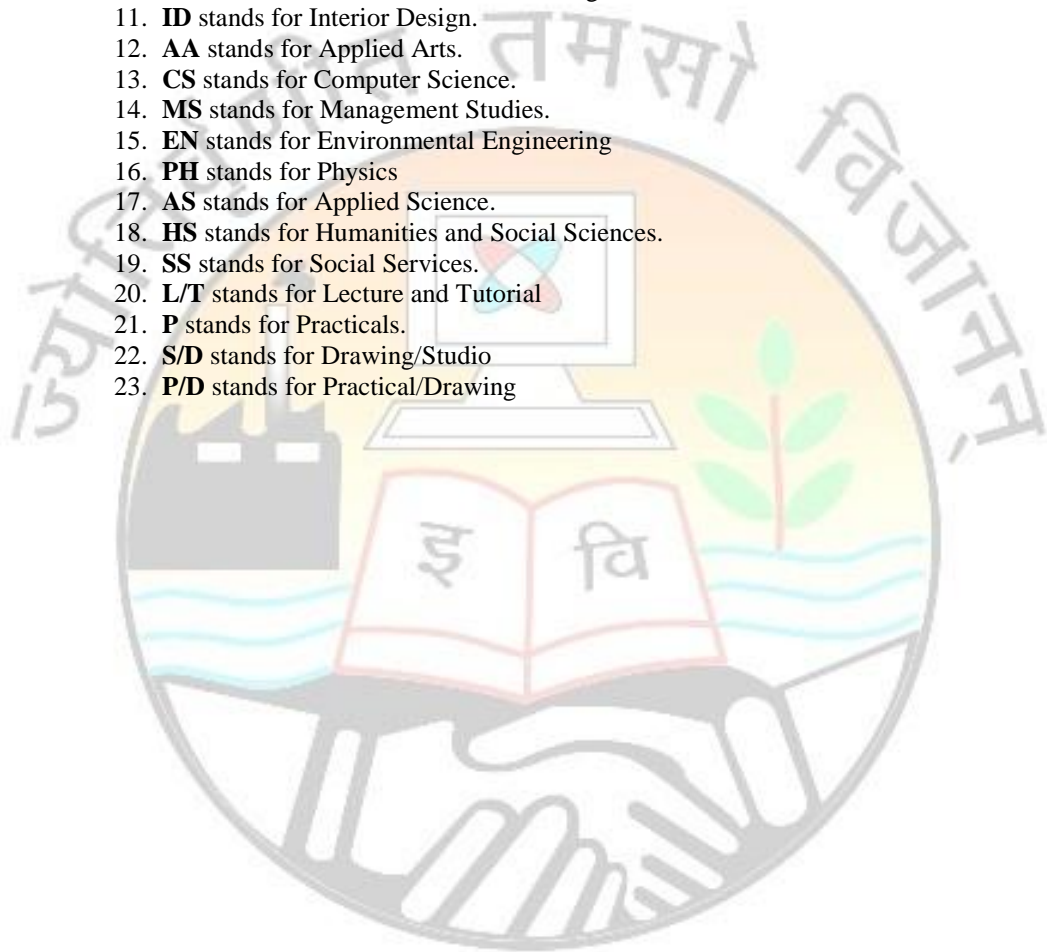 11. ID stands for Interior Design.
12. AA stands for Applied Arts.
13. CS stands for Computer Science.
14. MS stands for Management Studies.
15. EN stands for Environmental Engineering
16. PH stands for Physics
17. AS stands for Applied Science.
18. HS stands for Humanities and Social Sciences.
19. SS stands for Social Services.
20. L/T stands for Lecture and Tutorial
21. P stands for Practicals.
22. S/D stands for Drawing/Studio
23. P/D stands for Practical/Drawing
ज्योतिर्वृणीत तमसो विजानन्
इ वि